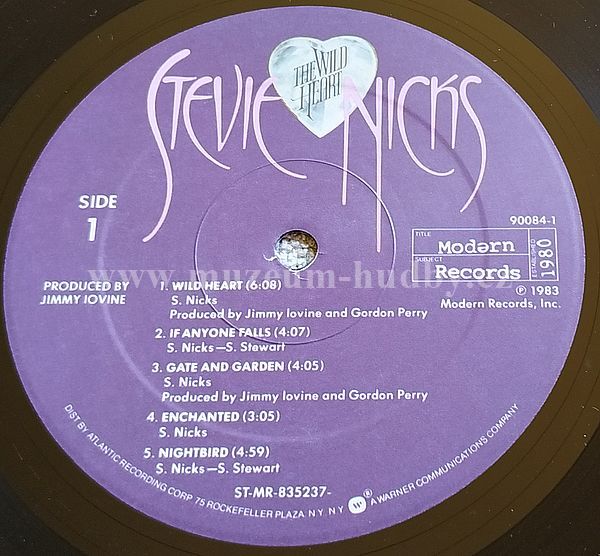 STEVIE NICKS
THE WILD
HEART
SIDE
1
90084-1
TITLE
Modern
SUBJECT
Records
ESTABLISHED
1980
℗ 1983
Modern Records, Inc.
PRODUCED BY
JIMMY IOVINE
www.muzeum-hudby.cz
1. WILD HEART (6:08)
S. Nicks
Produced by Jimmy Iovine and Gordon Perry
2. IF ANYONE FALLS (4:07)
S. Nicks—S. Stewart
3. GATE AND GARDEN (4:05)
S. Nicks
Produced by Jimmy Iovine and Gordon Perry
4. ENCHANTED (3:05)
S. Nicks
5. NIGHTBIRD (4:59)
S. Nicks—S. Stewart
ST-MR-835237-
DIST BY ATLANTIC RECORDING CORP 75 ROCKEFELLER PLAZA N.Y. N.Y. ® A WARNER COMMUNICATIONS COMPANY